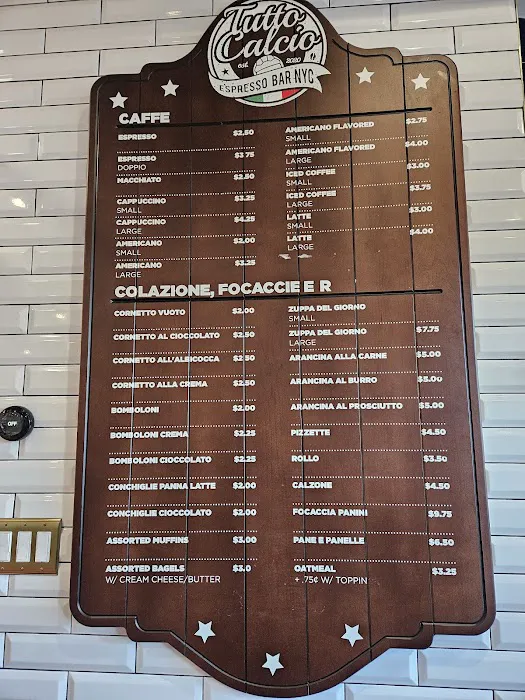 Tutto
Calcio
est. 2020
ESPRESSO BAR NYC
CAFFE
ESPRESSO $2.50
ESPRESSO $3 75
DOPPIO
MACCHIATO $2.50
CAPPUCCINO $3.25
SMALL
CAPPUCCINO $4.25
LARGE
AMERICANO $2.00
SMALL
AMERICANO $3.25
LARGE
AMERICANO FLAVORED $2.75
SMALL
AMERICANO FLAVORED $4.00
LARGE
ICED COFFEE $3.00
SMALL
ICED COFFEE $3.75
LARGE
LATTE $3.00
SMALL
LATTE $4.00
LARGE
COLAZIONE, FOCACCIE E R
CORNETTO VUOTO $2.00
CORNETTO AL CIOCCOLATO $2.50
CORNETTO ALL'ALBICOCCA $2 50
CORNETTO ALLA CREMA $2.50
BOMBOLONI $2.00
BOMBOLONI CREMA $2.25
BOMBOLONI CIOCCOLATO $2.25
CONCHIGLIE PANNA LATTE $2.00
CONCHIGLIE CIOCCOLATO $2.00
ASSORTED MUFFINS $3.00
ASSORTED BAGELS $3.0
W/ CREAM CHEESE/BUTTER
ZUPPA DEL GIORNO
SMALL
ZUPPA DEL GIORNO $7.75
LARGE
ARANCINA ALLA CARNE $5.00
ARANCINA AL BURRO $5.00
ARANCINA AL PROSCIUTTO $5.00
PIZZETTE $4.50
ROLLO $3.50
CALZONE $4.50
FOCACCIA PANINI $9.75
PANE E PANELLE $6.50
OATMEAL $3.25
+ .75¢ W/ TOPPIN
OFF